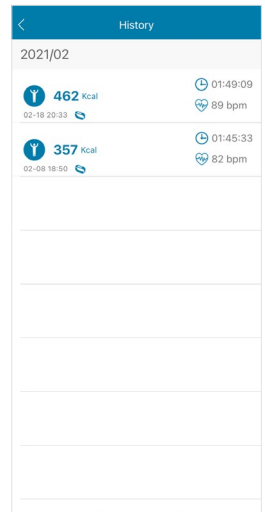 History
2021/02
462 Kcal
01:49:09
89 bpm
02-18 20:33
357 Kcal
01:45:33
82 bpm
02-08 18:50